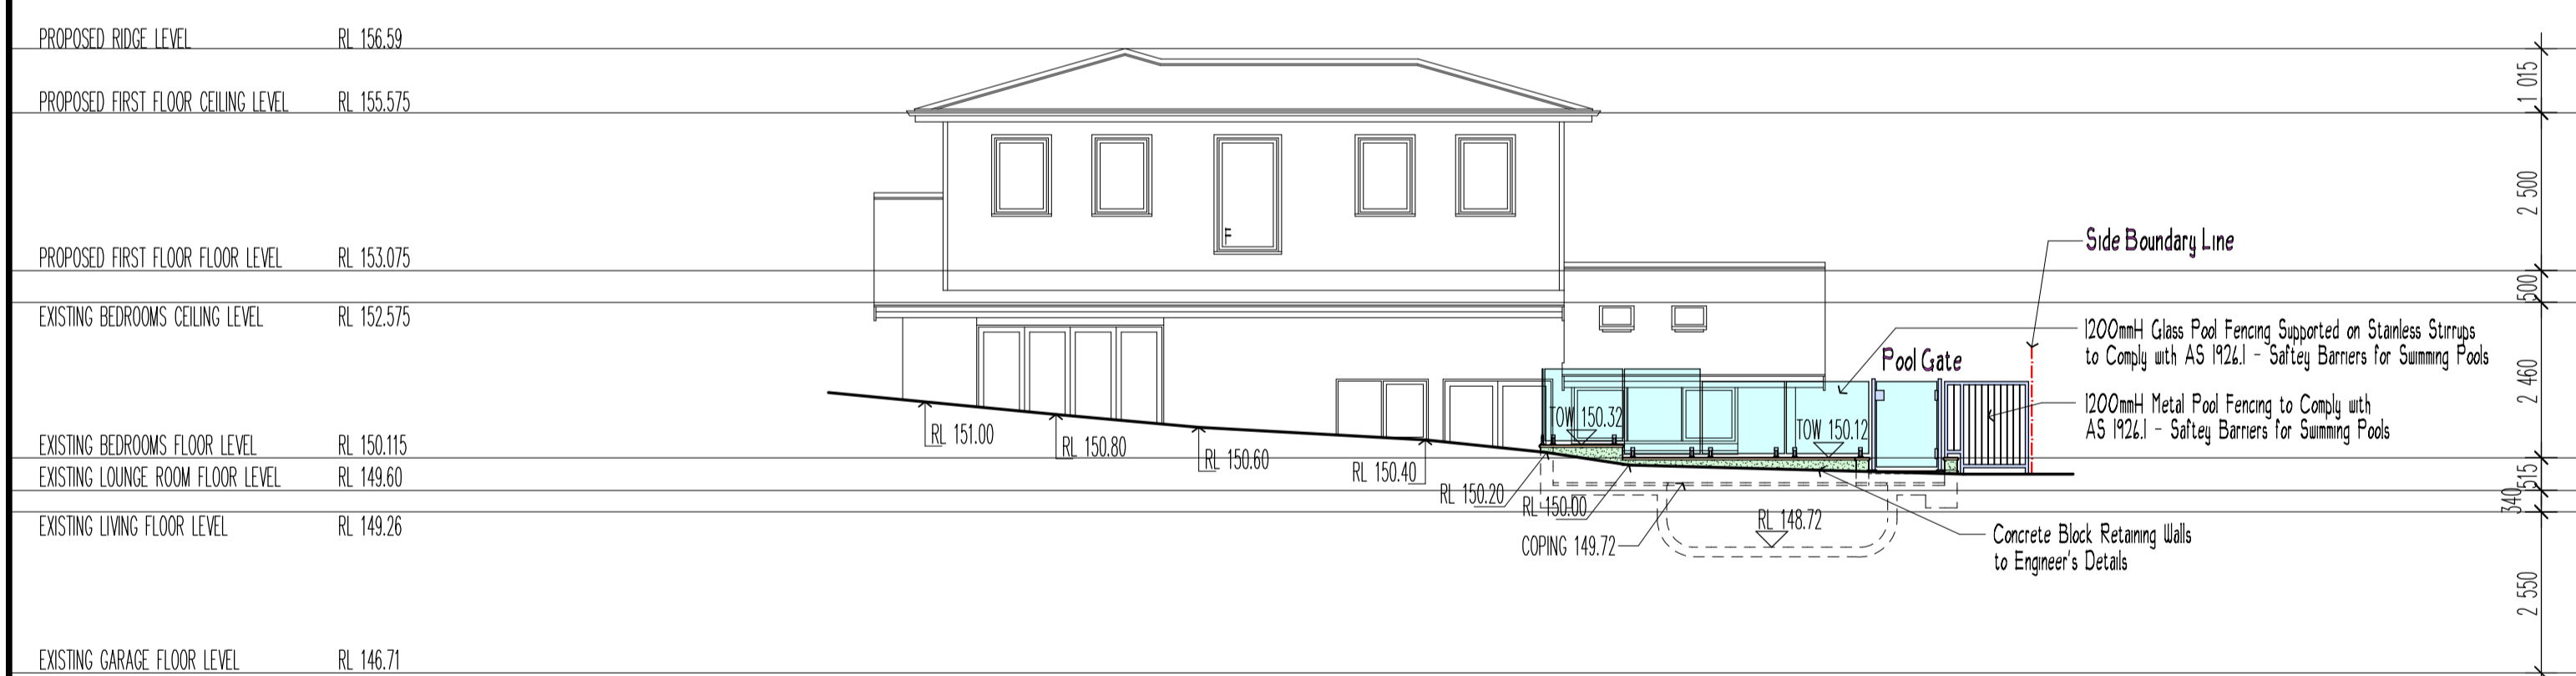 PROPOSED RIDGE LEVEL RL 156.59
1 015
PROPOSED FIRST FLOOR CEILING LEVEL RL 155.575
2 500
PROPOSED FIRST FLOOR FLOOR LEVEL RL 153.075
500
EXISTING BEDROOMS CEILING LEVEL RL 152.575
2 460
EXISTING BEDROOMS FLOOR LEVEL RL 150.115
515
EXISTING LOUNGE ROOM FLOOR LEVEL RL 149.60
340
EXISTING LIVING FLOOR LEVEL RL 149.26
2 550
EXISTING GARAGE FLOOR LEVEL RL 146.71
F
Side Boundary Line
1200mmH Glass Pool Fencing Supported on Stainless Stirrups
to Comply with AS 1926.1 - Saftey Barriers for Swimming Pools
Pool Gate
1200mmH Metal Pool Fencing to Comply with
AS 1926.1 - Saftey Barriers for Swimming Pools
TOW 150.32
TOW 150.12
RL 151.00
RL 150.80
RL 150.60
RL 150.40
RL 150.20
RL 150.00
RL 148.72
COPING 149.72
Concrete Block Retaining Walls
to Engineer's Details